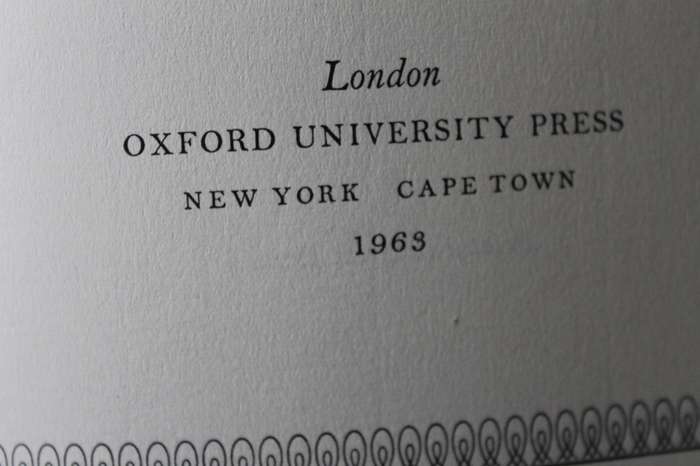 London
OXFORD UNIVERSITY PRESS
NEW YORK CAPE TOWN
1963